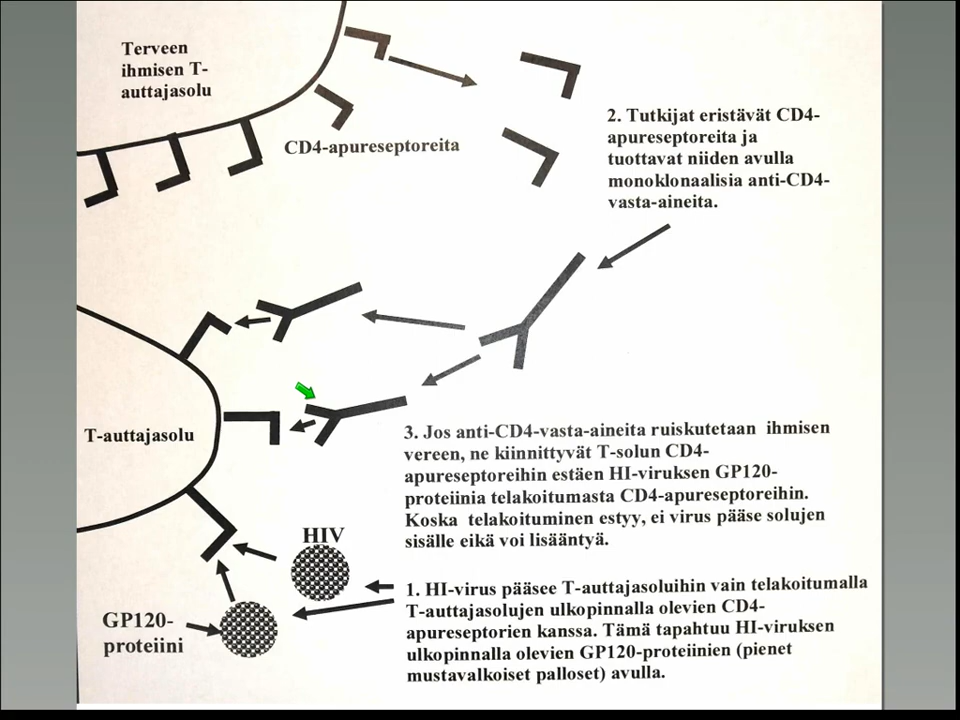 Terveen
ihmisen T-
auttajasolu
CD4-apureseptoreita
2. Tutkijat eristävät CD4-
apureseptoreita ja
tuottavat niiden avulla
monoklonaalisia anti-CD4-
vasta-aineita.
T-auttajasolu
3. Jos anti-CD4-vasta-aineita ruiskutetaan ihmisen
vereen, ne kiinnittyvät T-solun CD4-
apureseptoreihin estäen HI-viruksen GP120-
proteiinia telakoitumasta CD4-apureseptoreihin.
Koska telakoituminen estyy, ei virus pääse solujen
sisälle eikä voi lisääntyä.
HIV
GP120-
proteiini
1. HI-virus pääsee T-auttajasoluihin vain telakoitumalla
T-auttajasolujen ulkopinnalla olevien CD4-
apureseptorien kanssa. Tämä tapahtuu HI-viruksen
ulkopinnalla olevien GP120-proteiinien (pienet
mustavalkoiset palloset) avulla.